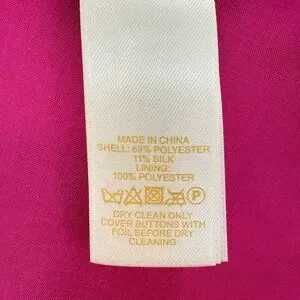 MADE IN CHINA
SHELL: 89% POLYESTER
11% SILK
LINING:
100% POLYESTER
P
DRY CLEAN ONLY
COVER BUTTONS WITH
FOIL BEFORE DRY
CLEANING